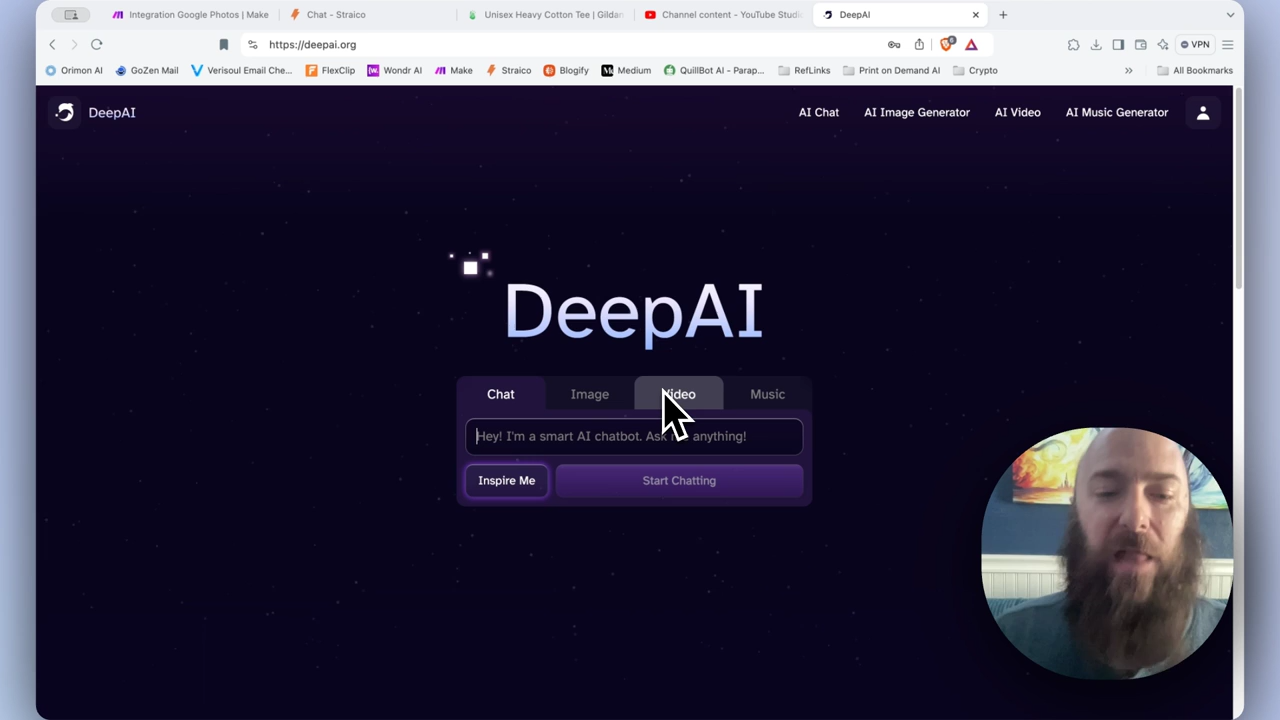 Integration Google Photos | Make
Chat - Straico
Unisex Heavy Cotton Tee | Gildan
Channel content - YouTube Studi
DeepAI
https://deepai.org
6
VPN
Orimon AI
GoZen Mail
Verisoul Email Che...
FlexClip
Wondr AI
Make
Straico
Blogify
Medium
QuillBot AI - Parap...
RefLinks
Print on Demand AI
Crypto
All Bookmarks
DeepAI
AI Chat
AI Image Generator
AI Video
AI Music Generator
DeepAI
Chat
Image
Video
Music
Hey! I'm a smart AI chatbot. Ask anything!
Inspire Me
Start Chatting